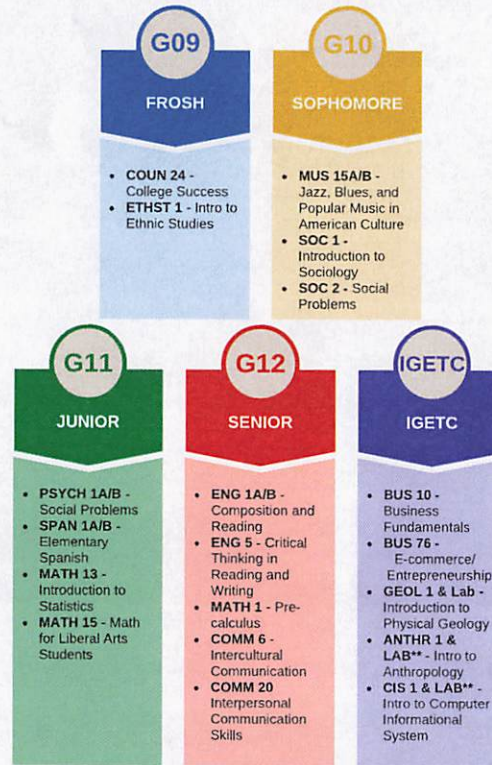 G09
FROSH
• COUN 24 -
College Success
• ETHST 1 - Intro to
Ethnic Studies
G10
SOPHOMORE
• MUS 15A/B -
Jazz, Blues, and
Popular Music in
American Culture
• SOC 1 -
Introduction to
Sociology
• SOC 2 - Social
Problems
G11
JUNIOR
• PSYCH 1A/B -
Social Problems
• SPAN 1A/B -
Elementary
Spanish
• MATH 13 -
Introduction to
Statistics
• MATH 15 - Math
for Liberal Arts
Students
G12
SENIOR
• ENG 1A/B -
Composition and
Reading
• ENG 5 - Critical
Thinking in
Reading and
Writing
• MATH 1 - Pre-
calculus
• COMM 6 -
Intercultural
Communication
• COMM 20
Interpersonal
Communication
Skills
IGETC
IGETC
• BUS 10 -
Business
Fundamentals
• BUS 76 -
E-commerce/
Entrepreneurship
• GEOL 1 & Lab -
Introduction to
Physical Geology
• ANTHR 1 &
LAB** - Intro to
Anthropology
• CIS 1 & LAB** -
Intro to Computer
Informational
System